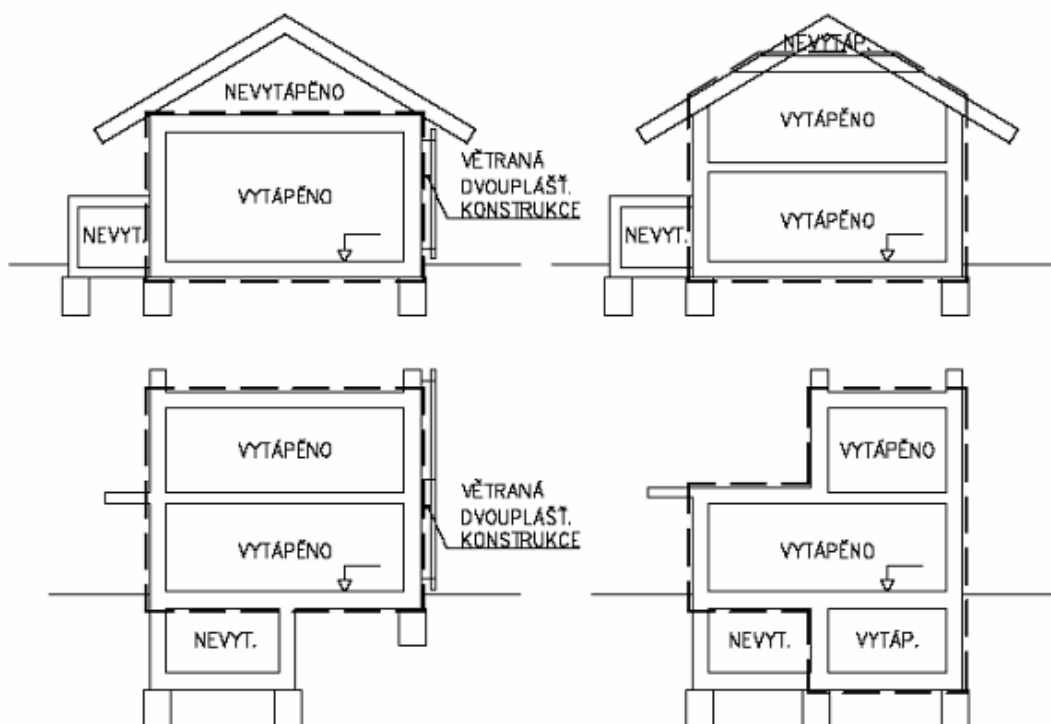 NEVYTÁPĚNO
VĚTRANÁ
DVOUPLÁŠŤ.
KONSTRUKCE
VYTÁPĚNO
NEVYT.
NEVYTÁP.
VYTÁPĚNO
VYTÁPĚNO
NEVYT.
VYTÁPĚNO
VĚTRANÁ
DVOUPLÁŠŤ.
KONSTRUKCE
VYTÁPĚNO
NEVYT.
VYTÁPĚNO
VYTÁPĚNO
NEVYT.
VYTÁP.